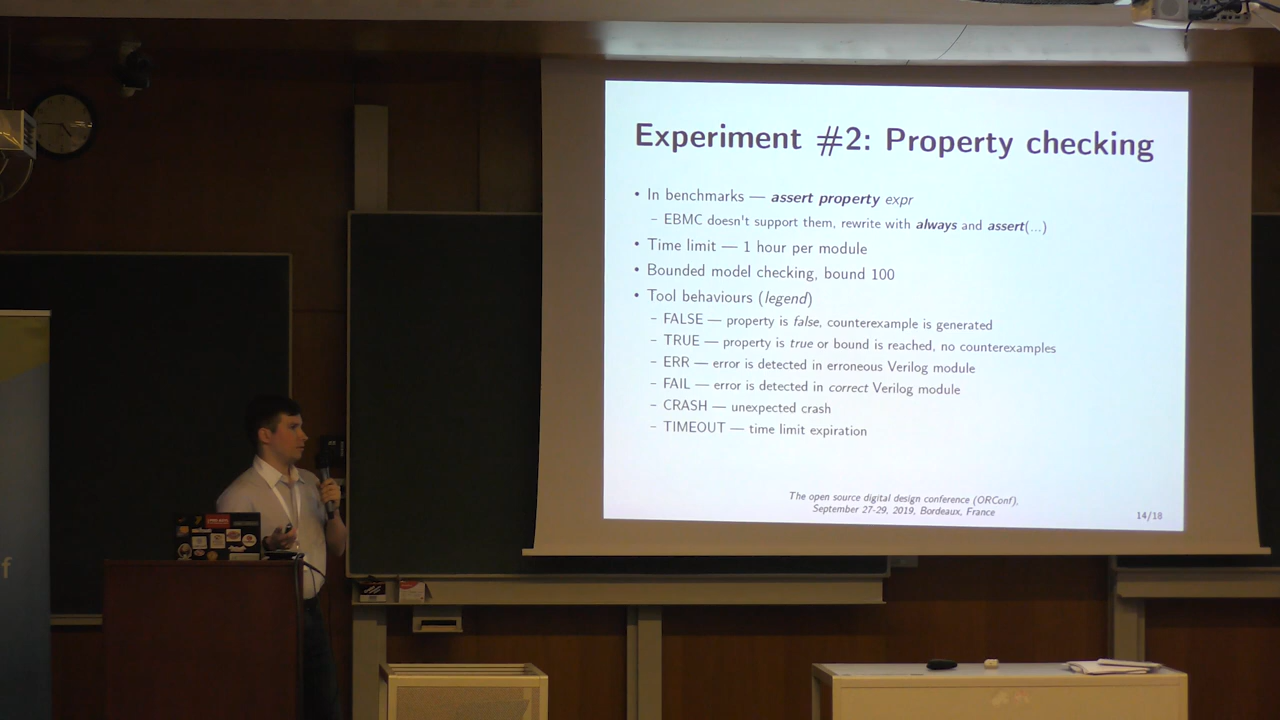 Experiment #2: Property checking
• In benchmarks — assert property expr
– EBMC doesn't support them, rewrite with always and assert(...)
• Time limit — 1 hour per module
• Bounded model checking, bound 100
• Tool behaviours (legend)
– FALSE — property is false, counterexample is generated
– TRUE — property is true or bound is reached, no counterexamples
– ERR — error is detected in erroneous Verilog module
– FAIL — error is detected in correct Verilog module
– CRASH — unexpected crash
– TIMEOUT — time limit expiration
The open source digital design conference (ORConf),
September 27-29, 2019, Bordeaux, France
14/18
f